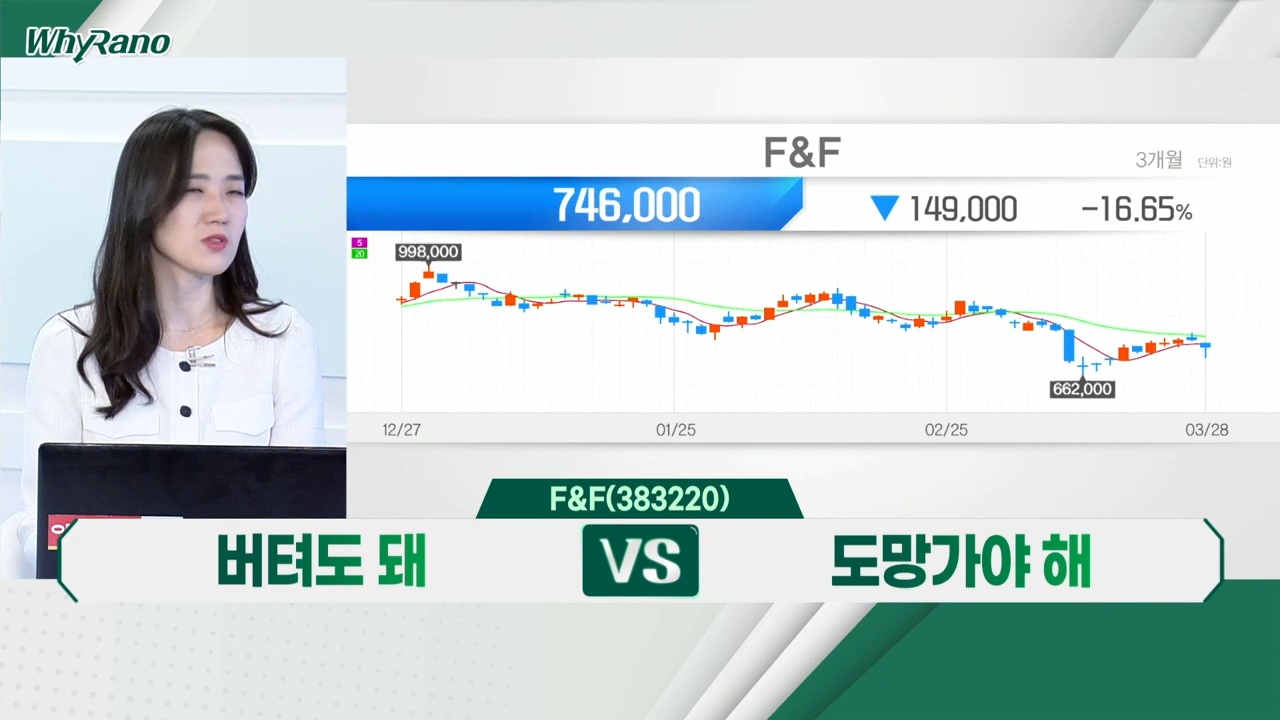 WhyRano
F&F
3개월 단위:원
746,000
▼ 149,000 -16.65%
5
20
998,000
662,000
12/27 01/25 02/25 03/28
F&F(383220)
버텨도 돼 VS 도망가야 해